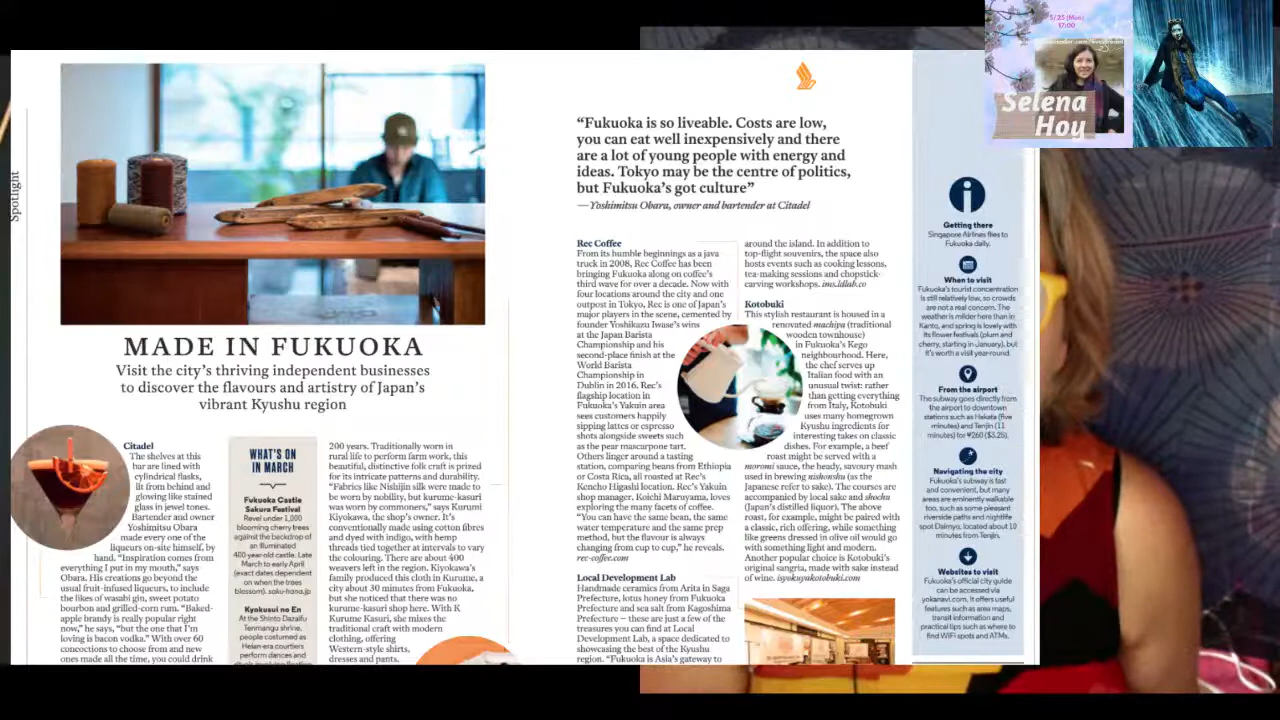 5/25 (Mon)
17:00
Selena
Hoy
Spotlight
MADE IN FUKUOKA
Visit the city's thriving independent businesses
to discover the flavours and artistry of Japan's
vibrant Kyushu region
Citadel
The shelves at this
bar are lined with
cylindrical flasks,
lit from behind and
glowing like stained
glass in jewel tones.
Bartender and owner
Yoshimitsu Obara
made every one of the
liqueurs on-site himself, by
hand. "Inspiration comes from
everything I put in my mouth," says
Obara. His creations go beyond the
usual fruit-infused liqueurs, to include
the likes of wasabi gin, sweet potato
bourbon and grilled-corn rum. "Baked-
apple brandy is really popular right
now," he says, "but the one that I'm
loving is bacon vodka." With over 60
concoctions to choose from and new
ones made all the time, you could drink
WHAT'S ON
IN MARCH
Fukuoka Castle
Sakura Festival
Revel under 1,000
blooming cherry trees
against the backdrop of
an illuminated
400 year-old castle. Late
March to early April
(exact dates dependent
on when the trees
blossom). saku-hana.jp
Kyokusui no En
At the Shinto Dazaifu
Tenmangu shrine,
people costumed as
Heian-era courtiers
perform dances and
200 years. Traditionally worn in
rural life to perform farm work, this
beautiful, distinctive folk craft is prized
for its intricate patterns and durability.
"Fabrics like Nishijin silk were made to
be worn by nobility, but kurume-kasuri
was worn by commoners," says Kurumi
Kiyokawa, the shop's owner. It's
conventionally made using cotton fibres
and dyed with indigo, with hemp
threads tied together at intervals to vary
the colouring. There are about 400
weavers left in the region. Kiyokawa's
family produced this cloth in Kurume, a
city about 30 minutes from Fukuoka,
but she noticed that there was no
kurume-kasuri shop here. With K
Kurume Kasuri, she mixes the
traditional craft with modern
clothing, offering
Western-style shirts,
dresses and pants.
"Fukuoka is so liveable. Costs are low,
you can eat well inexpensively and there
are a lot of young people with energy and
ideas. Tokyo may be the centre of politics,
but Fukuoka's got culture"
— Yoshimitsu Obara, owner and bartender at Citadel
Rec Coffee
From its humble beginnings as a java
truck in 2008, Rec Coffee has been
bringing Fukuoka along on coffee's
third wave for over a decade. Now with
four locations around the city and one
outpost in Tokyo, Rec is one of Japan's
major players in the scene, cemented by
founder Yoshikazu Iwase's wins
at the Japan Barista
Championship and his
second-place finish at the
World Barista
Championship in
Dublin in 2016. Rec's
flagship location in
Fukuoka's Yakuin area
sees customers happily
sipping lattes or espresso
shots alongside sweets such
as the pear mascarpone tart.
Others linger around a tasting
station, comparing beans from Ethiopia
or Costa Rica, all roasted at Rec's
Kencho Higashi location. Rec's Yakuin
shop manager, Koichi Maruyama, loves
exploring the many facets of coffee.
"You can have the same bean, the same
water temperature and the same prep
method, but the flavour is always
changing from cup to cup," he reveals.
rec-coffee.com
Local Development Lab
Handmade ceramics from Arita in Saga
Prefecture, lotus honey from Fukuoka
Prefecture and sea salt from Kagoshima
Prefecture – these are just a few of the
treasures you can find at Local
Development Lab, a space dedicated to
showcasing the best of the Kyushu
region. "Fukuoka is Asia's gateway to
around the island. In addition to
top-flight souvenirs, the space also
hosts events such as cooking lessons,
tea-making sessions and chopstick-
carving workshops. ims.ldlab.co
Kotobuki
This stylish restaurant is housed in a
renovated machiya (traditional
wooden townhouse)
in Fukuoka's Kego
neighbourhood. Here,
the chef serves up
Italian food with an
unusual twist: rather
than getting everything
from Italy, Kotobuki
uses many homegrown
Kyushu ingredients for
interesting takes on classic
dishes. For example, a beef
roast might be served with a
moromi sauce, the heady, savoury mash
used in brewing nihonshu (as the
Japanese refer to sake). The courses are
accompanied by local sake and shochu
(Japan's distilled liquor). The above
roast, for example, might be paired with
a classic, rich offering, while something
like greens dressed in olive oil would go
with something light and modern.
Another popular choice is Kotobuki's
original sangria, made with sake instead
of wine. isyokuyakotobuki.com
Getting there
Singapore Airlines flies to
Fukuoka daily.
When to visit
Fukuoka's tourist concentration
is still relatively low, so crowds
are not a real concern. The
weather is milder here than in
Kanto, and spring is lovely with
its flower festivals (plum and
cherry, starting in January), but
it's worth a visit year-round.
From the airport
The subway goes directly from
the airport to downtown
stations such as Hakata (five
minutes) and Tenjin (11
minutes) for ¥260 ($3.25).
Navigating the city
Fukuoka's subway is fast
and convenient, but many
areas are eminently walkable
too, such as some pleasant
riverside paths and nightlife
spot Daimyo, located about 10
minutes from Tenjin.
Websites to visit
Fukuoka's official city guide
can be accessed via
yokanavi.com. It offers useful
features such as area maps,
transit information and
practical tips such as where to
find WiFi spots and ATMs.